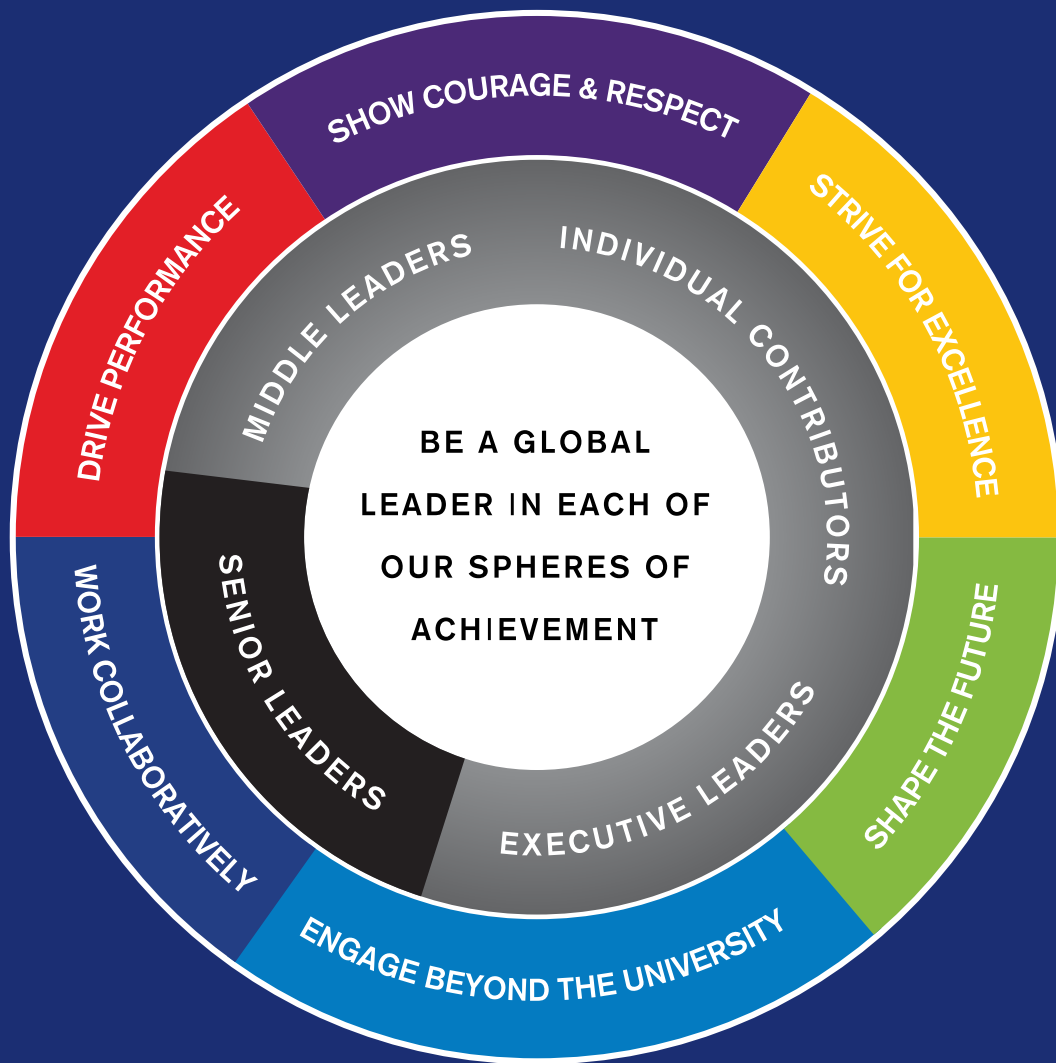 SHOW COURAGE & RESPECT
STRIVE FOR EXCELLENCE
SHAPE THE FUTURE
ENGAGE BEYOND THE UNIVERSITY
WORK COLLABORATIVELY
DRIVE PERFORMANCE
MIDDLE LEADERS
INDIVIDUAL CONTRIBUTORS
EXECUTIVE LEADERS
SENIOR LEADERS
BE A GLOBAL
LEADER IN EACH OF
OUR SPHERES OF
ACHIEVEMENT